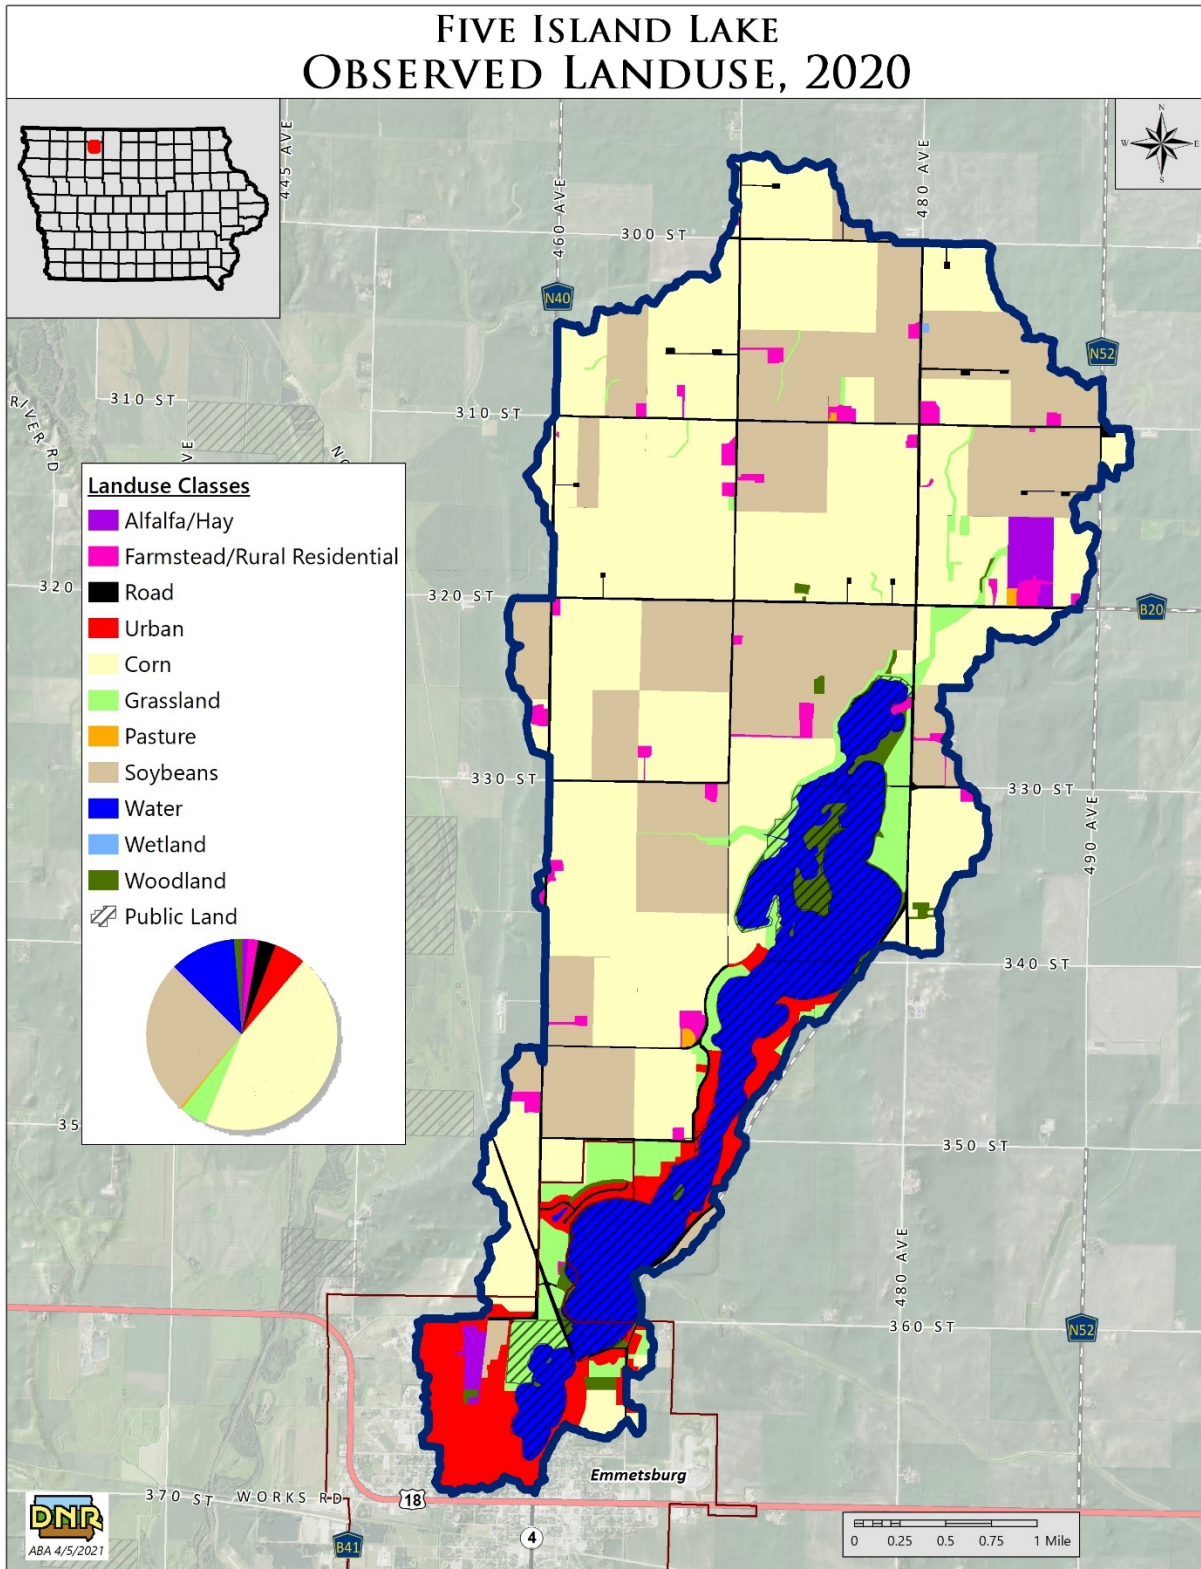 FIVE ISLAND LAKE
OBSERVED LANDUSE, 2020
N
W
E
S
445 AVE
460 AVE
480 AVE
300 ST
N40
N52
310 ST
310 ST
RIVER RD
VE
NO
Landuse Classes
Alfalfa/Hay
Farmstead/Rural Residential
Road
Urban
Corn
Grassland
Pasture
Soybeans
Water
Wetland
Woodland
Public Land
320
320 ST
B20
330 ST
330 ST
490 AVE
340 ST
35
350 ST
480 AVE
360 ST
N52
Emmetsburg
370 ST
WORKS RD
18
4
B41
DNR
ABA 4/5/2021
0 0.25 0.5 0.75 1 Mile